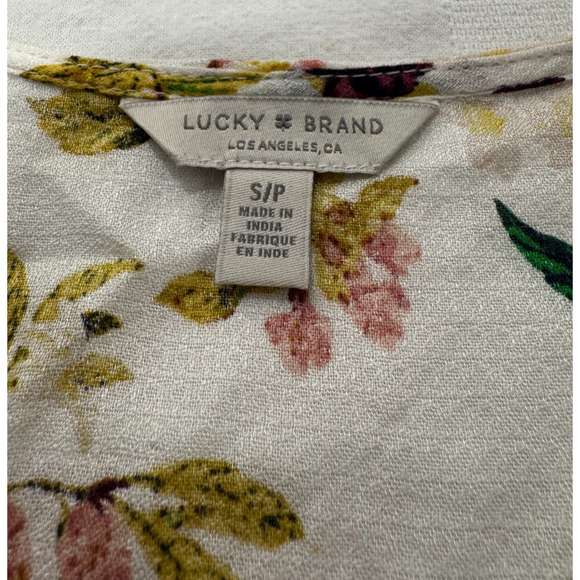 LUCKY BRAND
LOS ANGELES, CA
S/P
MADE IN
INDIA
FABRIQUE
EN INDE